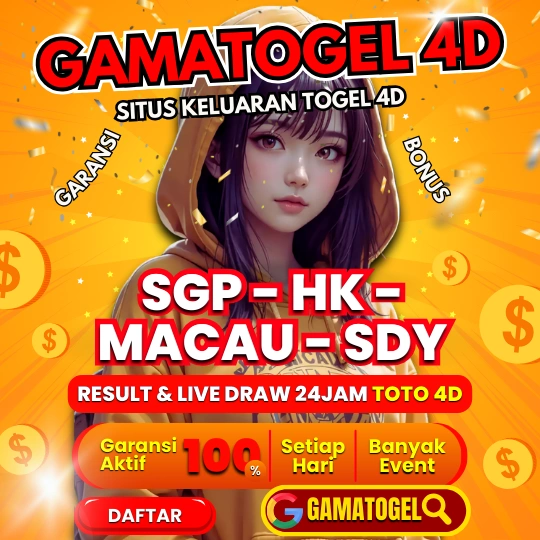 GAMATOGEL 4D
SITUS KELUARAN TOGEL 4D
GARANSI
BONUS
SGP – HK –
MACAU – SDY
RESULT & LIVE DRAW 24JAM TOTO 4D
Garansi Aktif 100% Setiap Hari Banyak Event
DAFTAR
GAMATOGEL